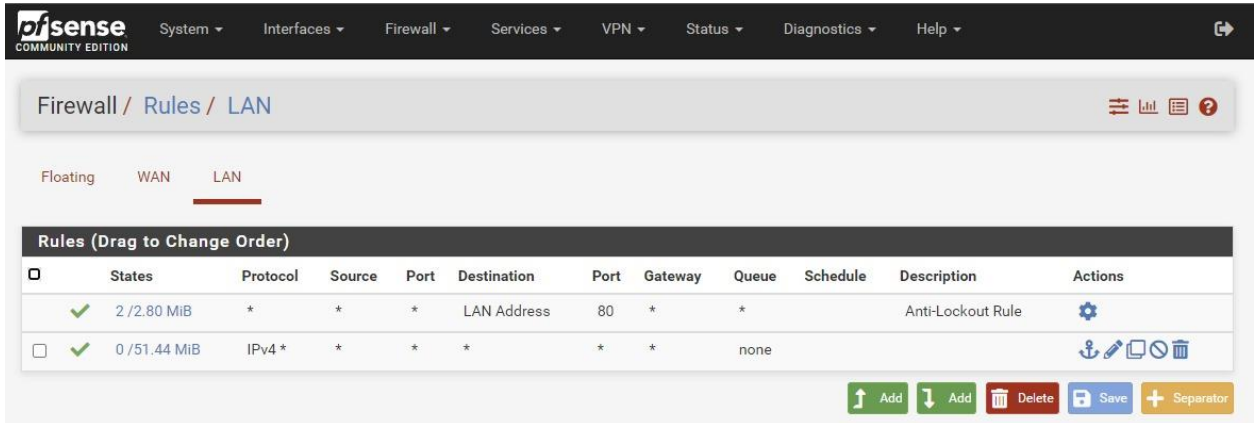 pfsense System Interfaces Firewall Services VPN Status Diagnostics Help
COMMUNITY EDITION
Firewall / Rules / LAN
Floating WAN LAN
Rules (Drag to Change Order)
States Protocol Source Port Destination Port Gateway Queue Schedule Description Actions
2 /2.80 MiB * * * LAN Address 80 * * Anti-Lockout Rule
0 /51.44 MiB IPv4 * * * * * * none
Add Add Delete Save Separator